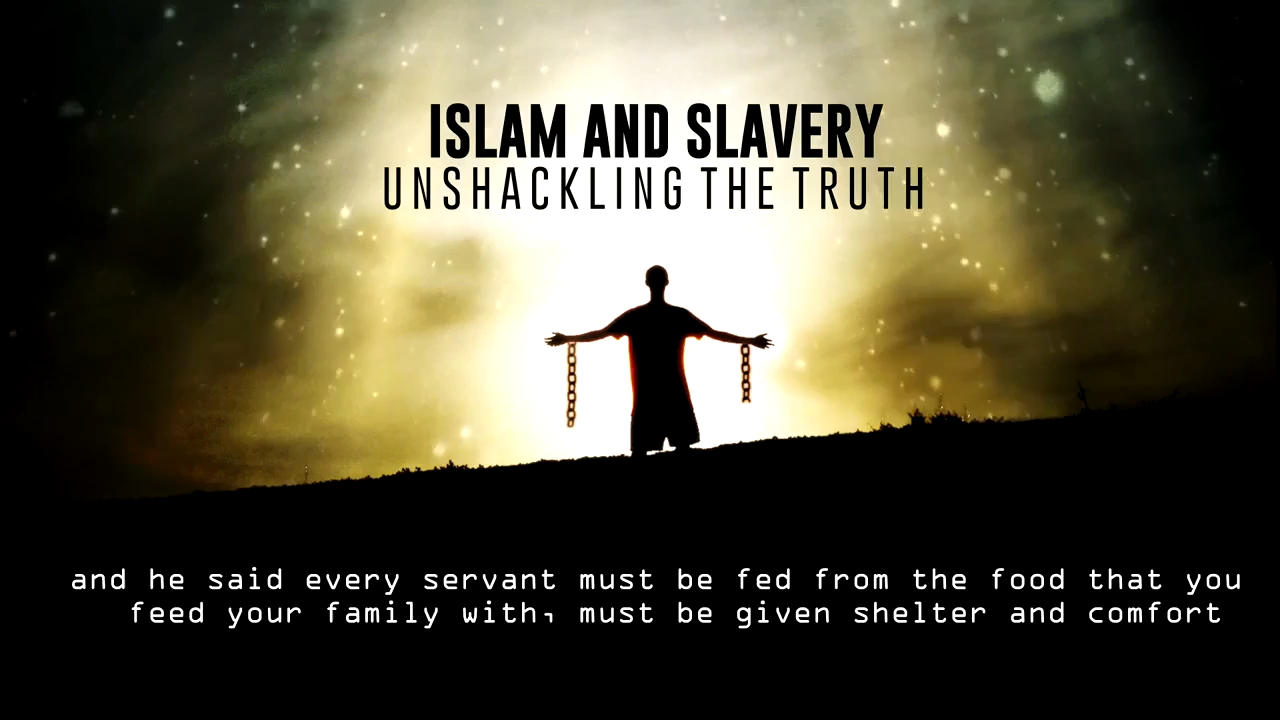 ISLAM AND SLAVERY
UNSHACKLING THE TRUTH
and he said every servant must be fed from the food that you
feed your family with, must be given shelter and comfort